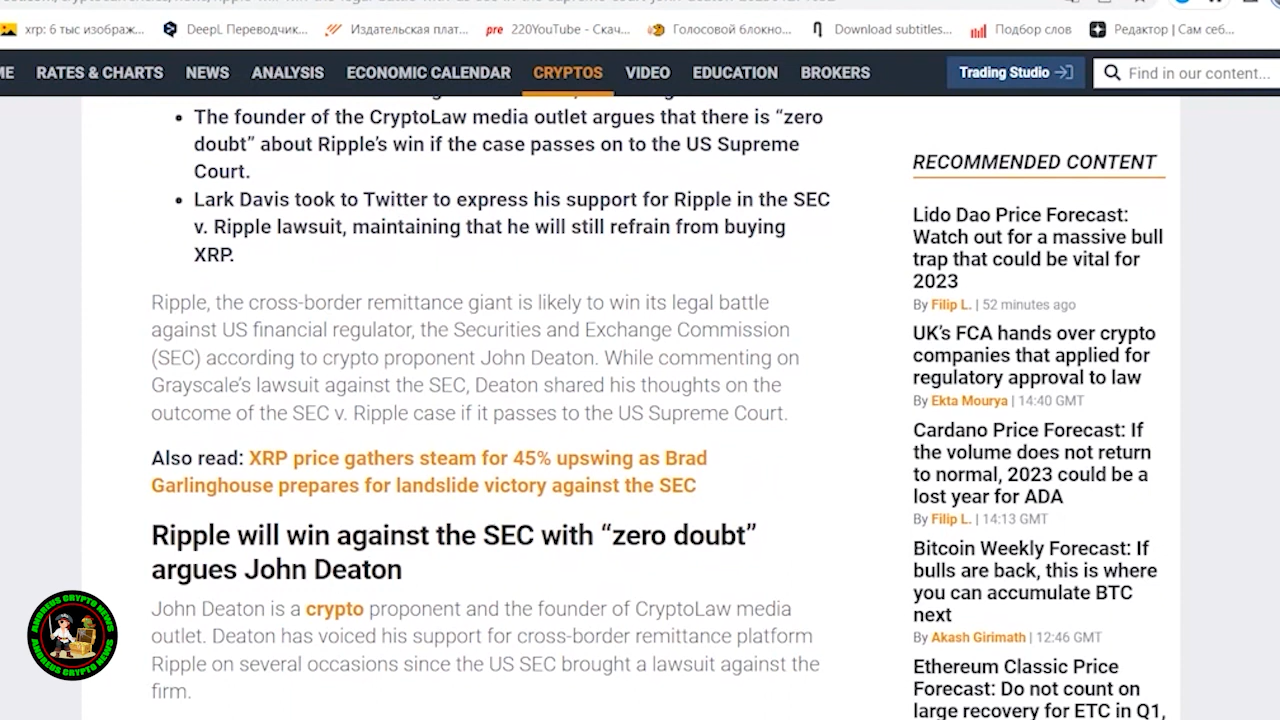 xrp: 6 тыс изображ...
DeepL Переводчик...
Издательская плат...
pre 220YouTube - Скач...
Голосовой блокно...
Download subtitles...
Подбор слов
Редактор | Сам себ...
ME RATES & CHARTS NEWS ANALYSIS ECONOMIC CALENDAR CRYPTOS VIDEO EDUCATION BROKERS Trading Studio Find in our content...
• The founder of the CryptoLaw media outlet argues that there is “zero
doubt” about Ripple’s win if the case passes on to the US Supreme
Court.
• Lark Davis took to Twitter to express his support for Ripple in the SEC
v. Ripple lawsuit, maintaining that he will still refrain from buying
XRP.
Ripple, the cross-border remittance giant is likely to win its legal battle
against US financial regulator, the Securities and Exchange Commission
(SEC) according to crypto proponent John Deaton. While commenting on
Grayscale’s lawsuit against the SEC, Deaton shared his thoughts on the
outcome of the SEC v. Ripple case if it passes to the US Supreme Court.
Also read: XRP price gathers steam for 45% upswing as Brad
Garlinghouse prepares for landslide victory against the SEC
Ripple will win against the SEC with “zero doubt”
argues John Deaton
John Deaton is a crypto proponent and the founder of CryptoLaw media
outlet. Deaton has voiced his support for cross-border remittance platform
Ripple on several occasions since the US SEC brought a lawsuit against the
firm.
RECOMMENDED CONTENT
Lido Dao Price Forecast:
Watch out for a massive bull
trap that could be vital for
2023
By Filip L. | 52 minutes ago
UK’s FCA hands over crypto
companies that applied for
regulatory approval to law
By Ekta Mourya | 14:40 GMT
Cardano Price Forecast: If
the volume does not return
to normal, 2023 could be a
lost year for ADA
By Filip L. | 14:13 GMT
Bitcoin Weekly Forecast: If
bulls are back, this is where
you can accumulate BTC
next
By Akash Girimath | 12:46 GMT
Ethereum Classic Price
Forecast: Do not count on
large recovery for ETC in Q1,
ANDREUS CRYPTO NEWS
ANDREUS CRYPTO NEWS